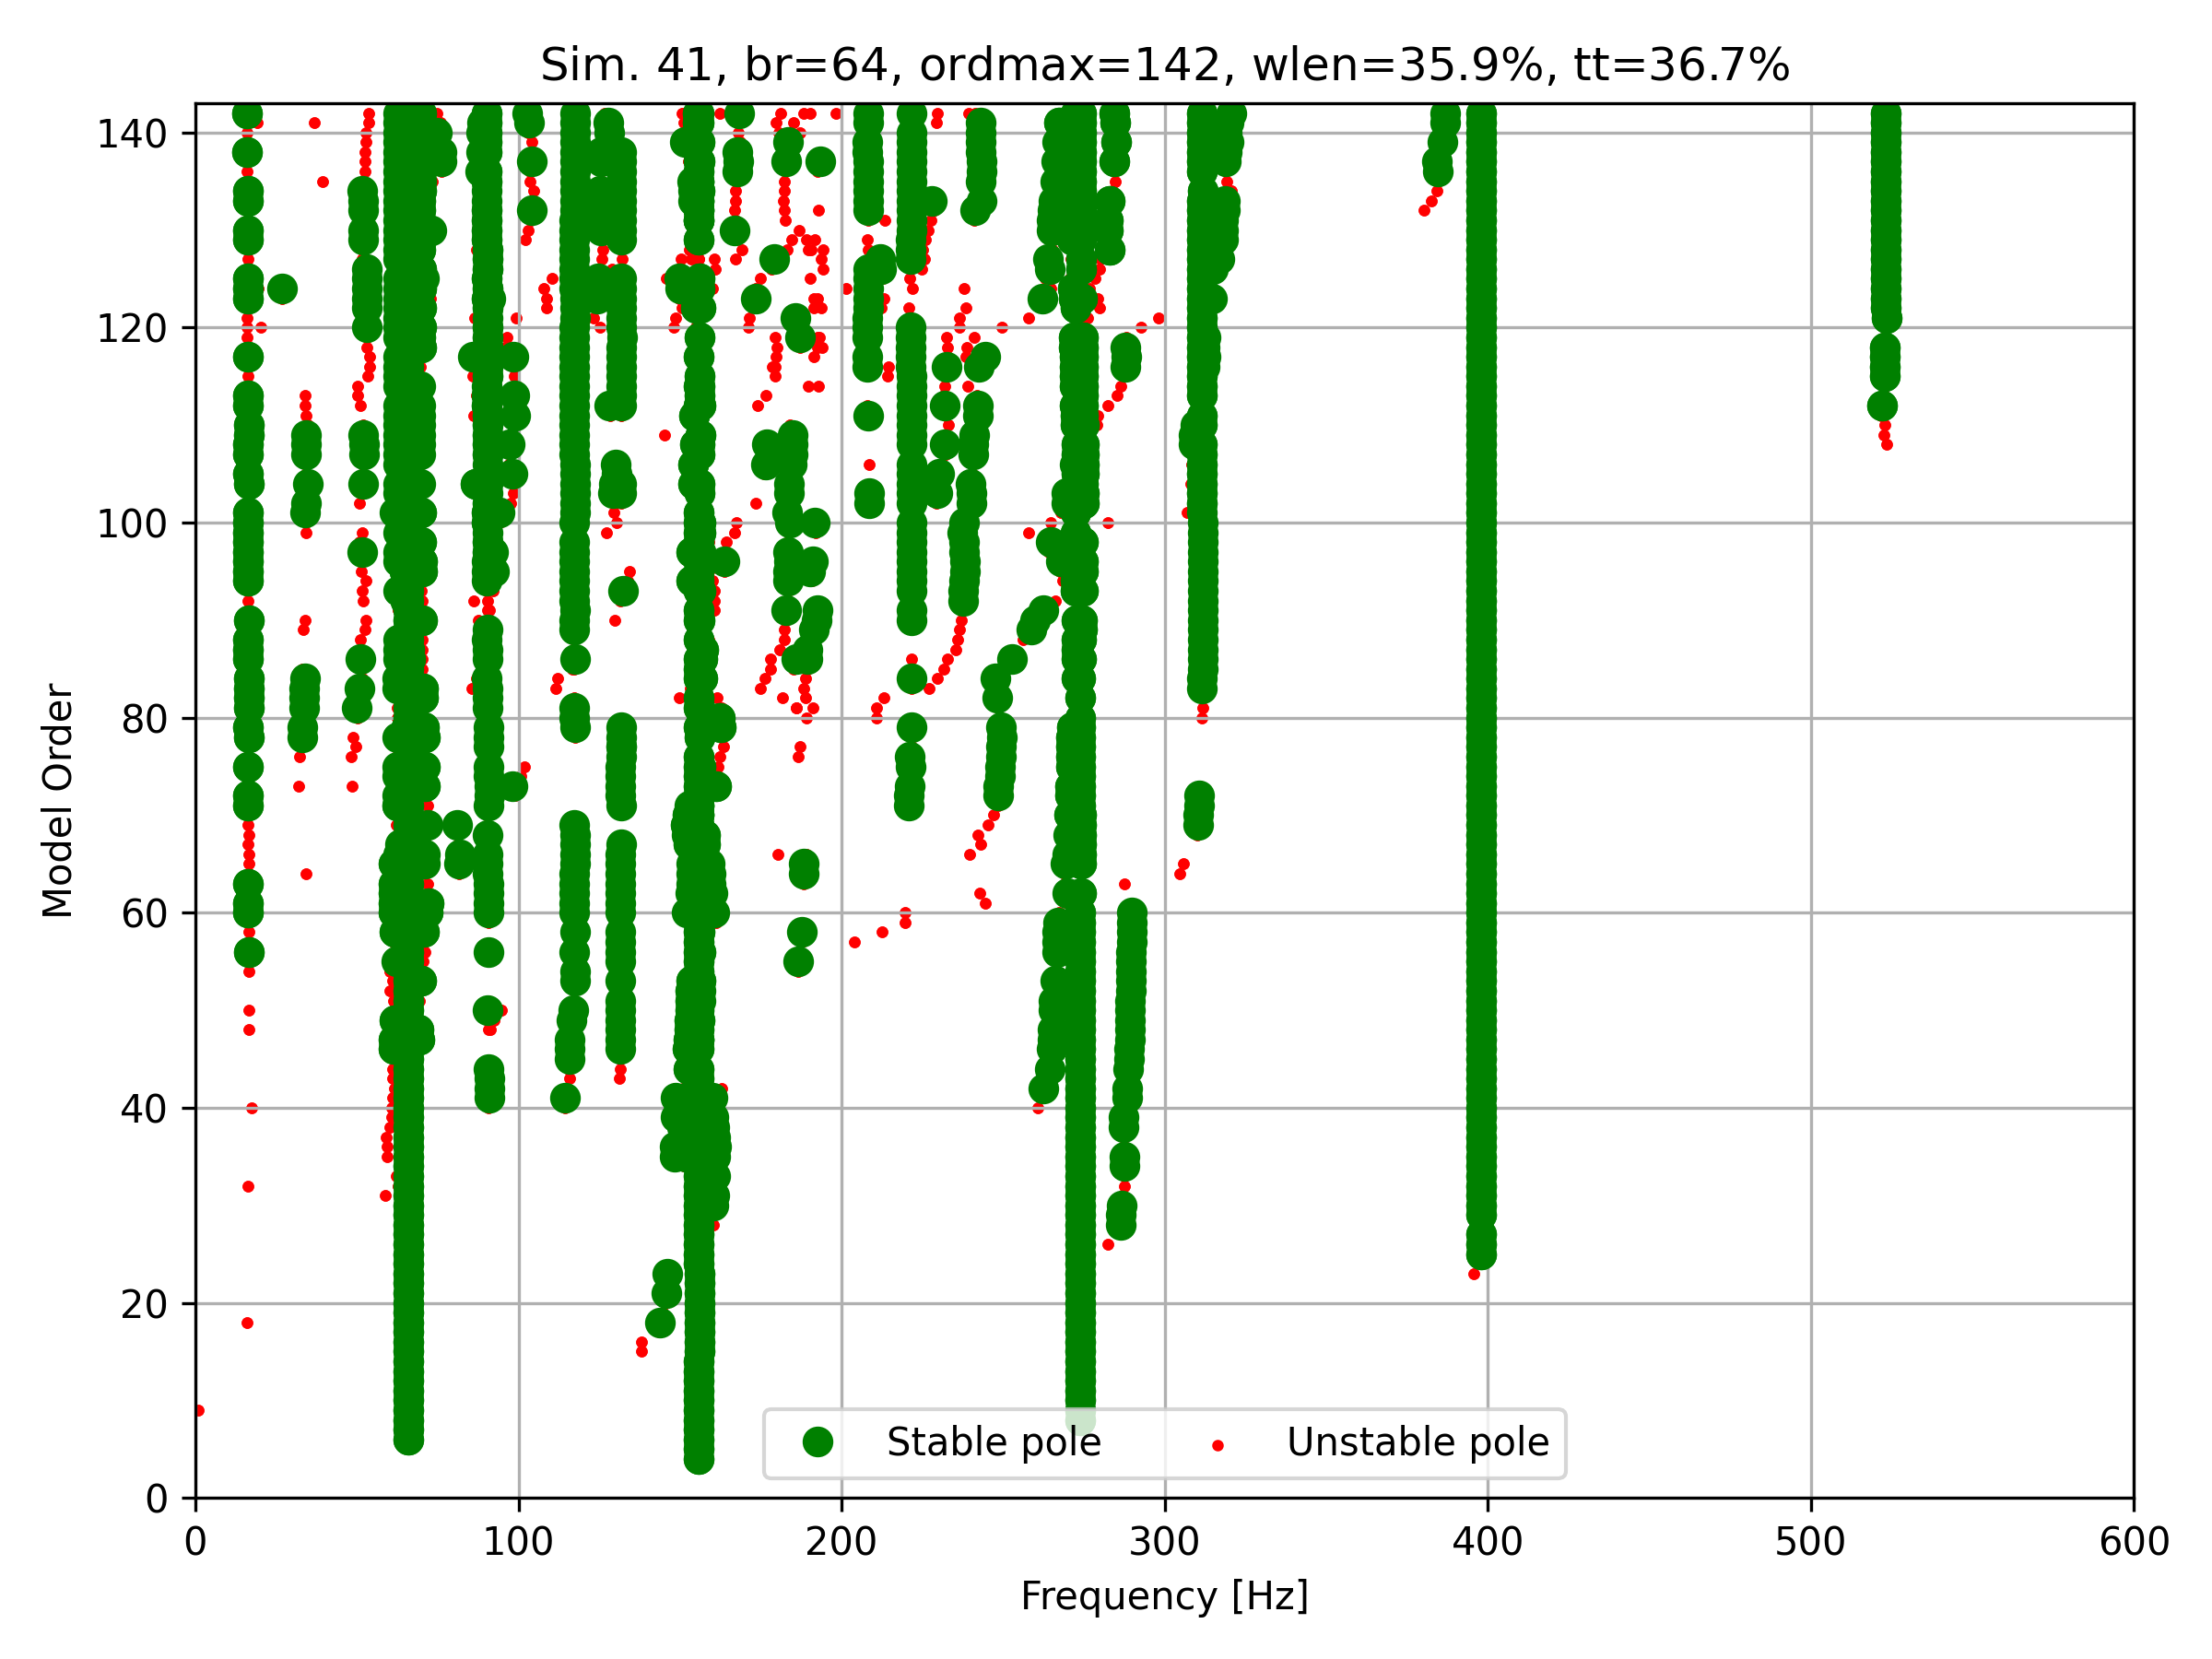 Sim. 41, br=64, ordmax=142, wlen=35.9%, tt=36.7%
140
120
100
80
60
40
20
0
Model Order
Stable pole Unstable pole
0 100 200 300 400 500 600
Frequency [Hz]